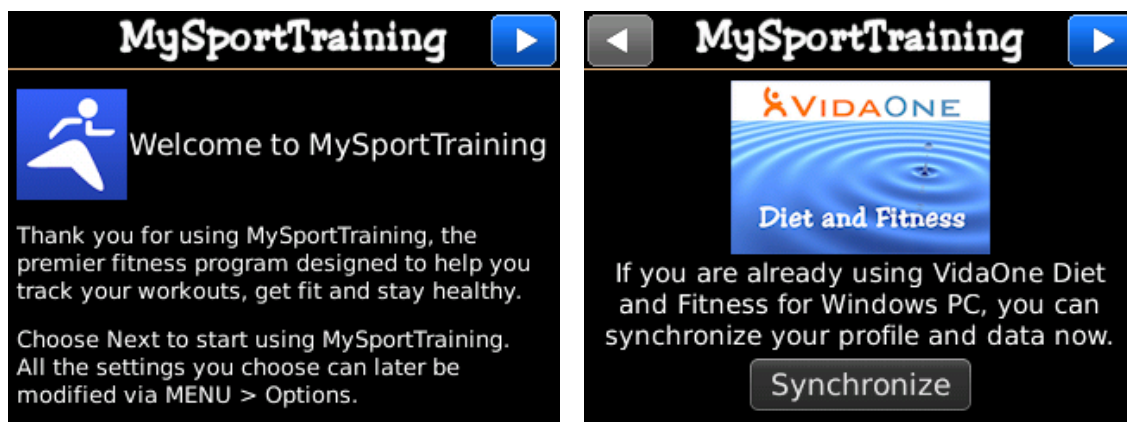 MySportTraining
Welcome to MySportTraining
Thank you for using MySportTraining, the
premier fitness program designed to help you
track your workouts, get fit and stay healthy.
Choose Next to start using MySportTraining.
All the settings you choose can later be
modified via MENU > Options.
MySportTraining
VIDAONE
Diet and Fitness
If you are already using VidaOne Diet
and Fitness for Windows PC, you can
synchronize your profile and data now.
Synchronize